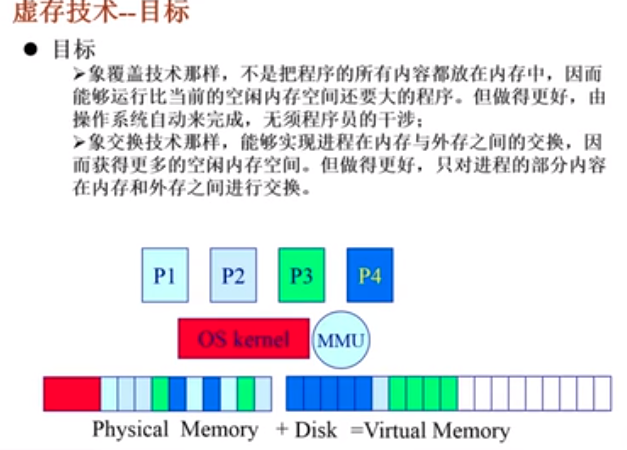 虚存技术--目标
● 目标
➢象覆盖技术那样，不是把程序的所有内容都放在内存中，因而
能够运行比当前的空闲内存空间还要大的程序。但做得更好，由
操作系统自动来完成，无须程序员的干涉；
➢象交换技术那样，能够实现进程在内存与外存之间的交换，因
而获得更多的空闲内存空间。但做得更好，只对进程的部分内容
在内存和外存之间进行交换。
P1 P2 P3 P4
OS kernel MMU
Physical Memory + Disk =Virtual Memory